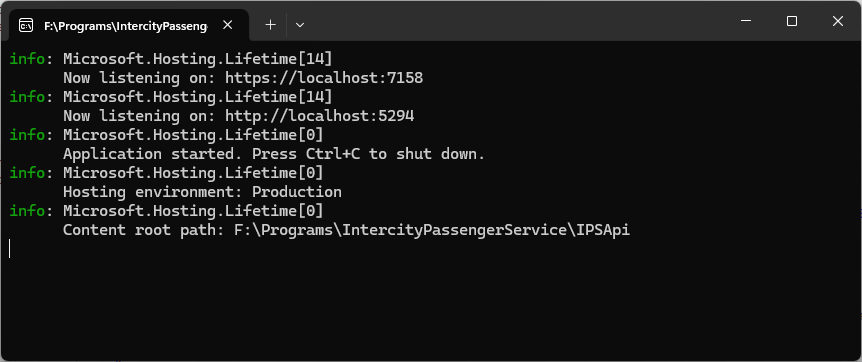 F:\Programs\IntercityPasseng
info: Microsoft.Hosting.Lifetime[14]
Now listening on: https://localhost:7158
info: Microsoft.Hosting.Lifetime[14]
Now listening on: http://localhost:5294
info: Microsoft.Hosting.Lifetime[0]
Application started. Press Ctrl+C to shut down.
info: Microsoft.Hosting.Lifetime[0]
Hosting environment: Production
info: Microsoft.Hosting.Lifetime[0]
Content root path: F:\Programs\IntercityPassengerService\IPSApi